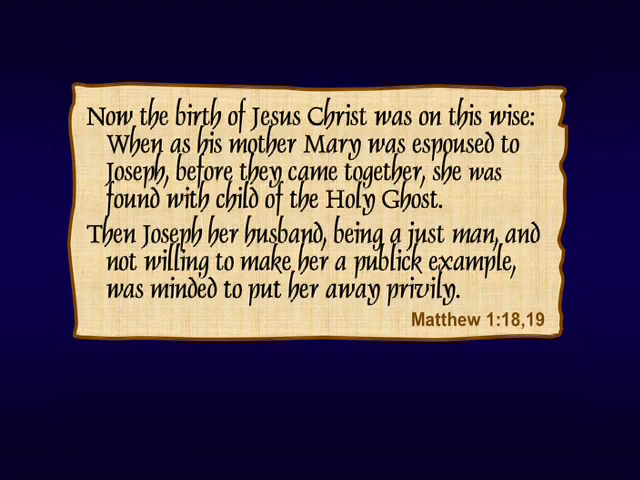 Now the birth of Jesus Christ was on this wise:
When as his mother Mary was espoused to
Joseph, before they came together, she was
found with child of the Holy Ghost.
Then Joseph her husband, being a just man, and
not willing to make her a publick example,
was minded to put her away privily.
Matthew 1:18,19